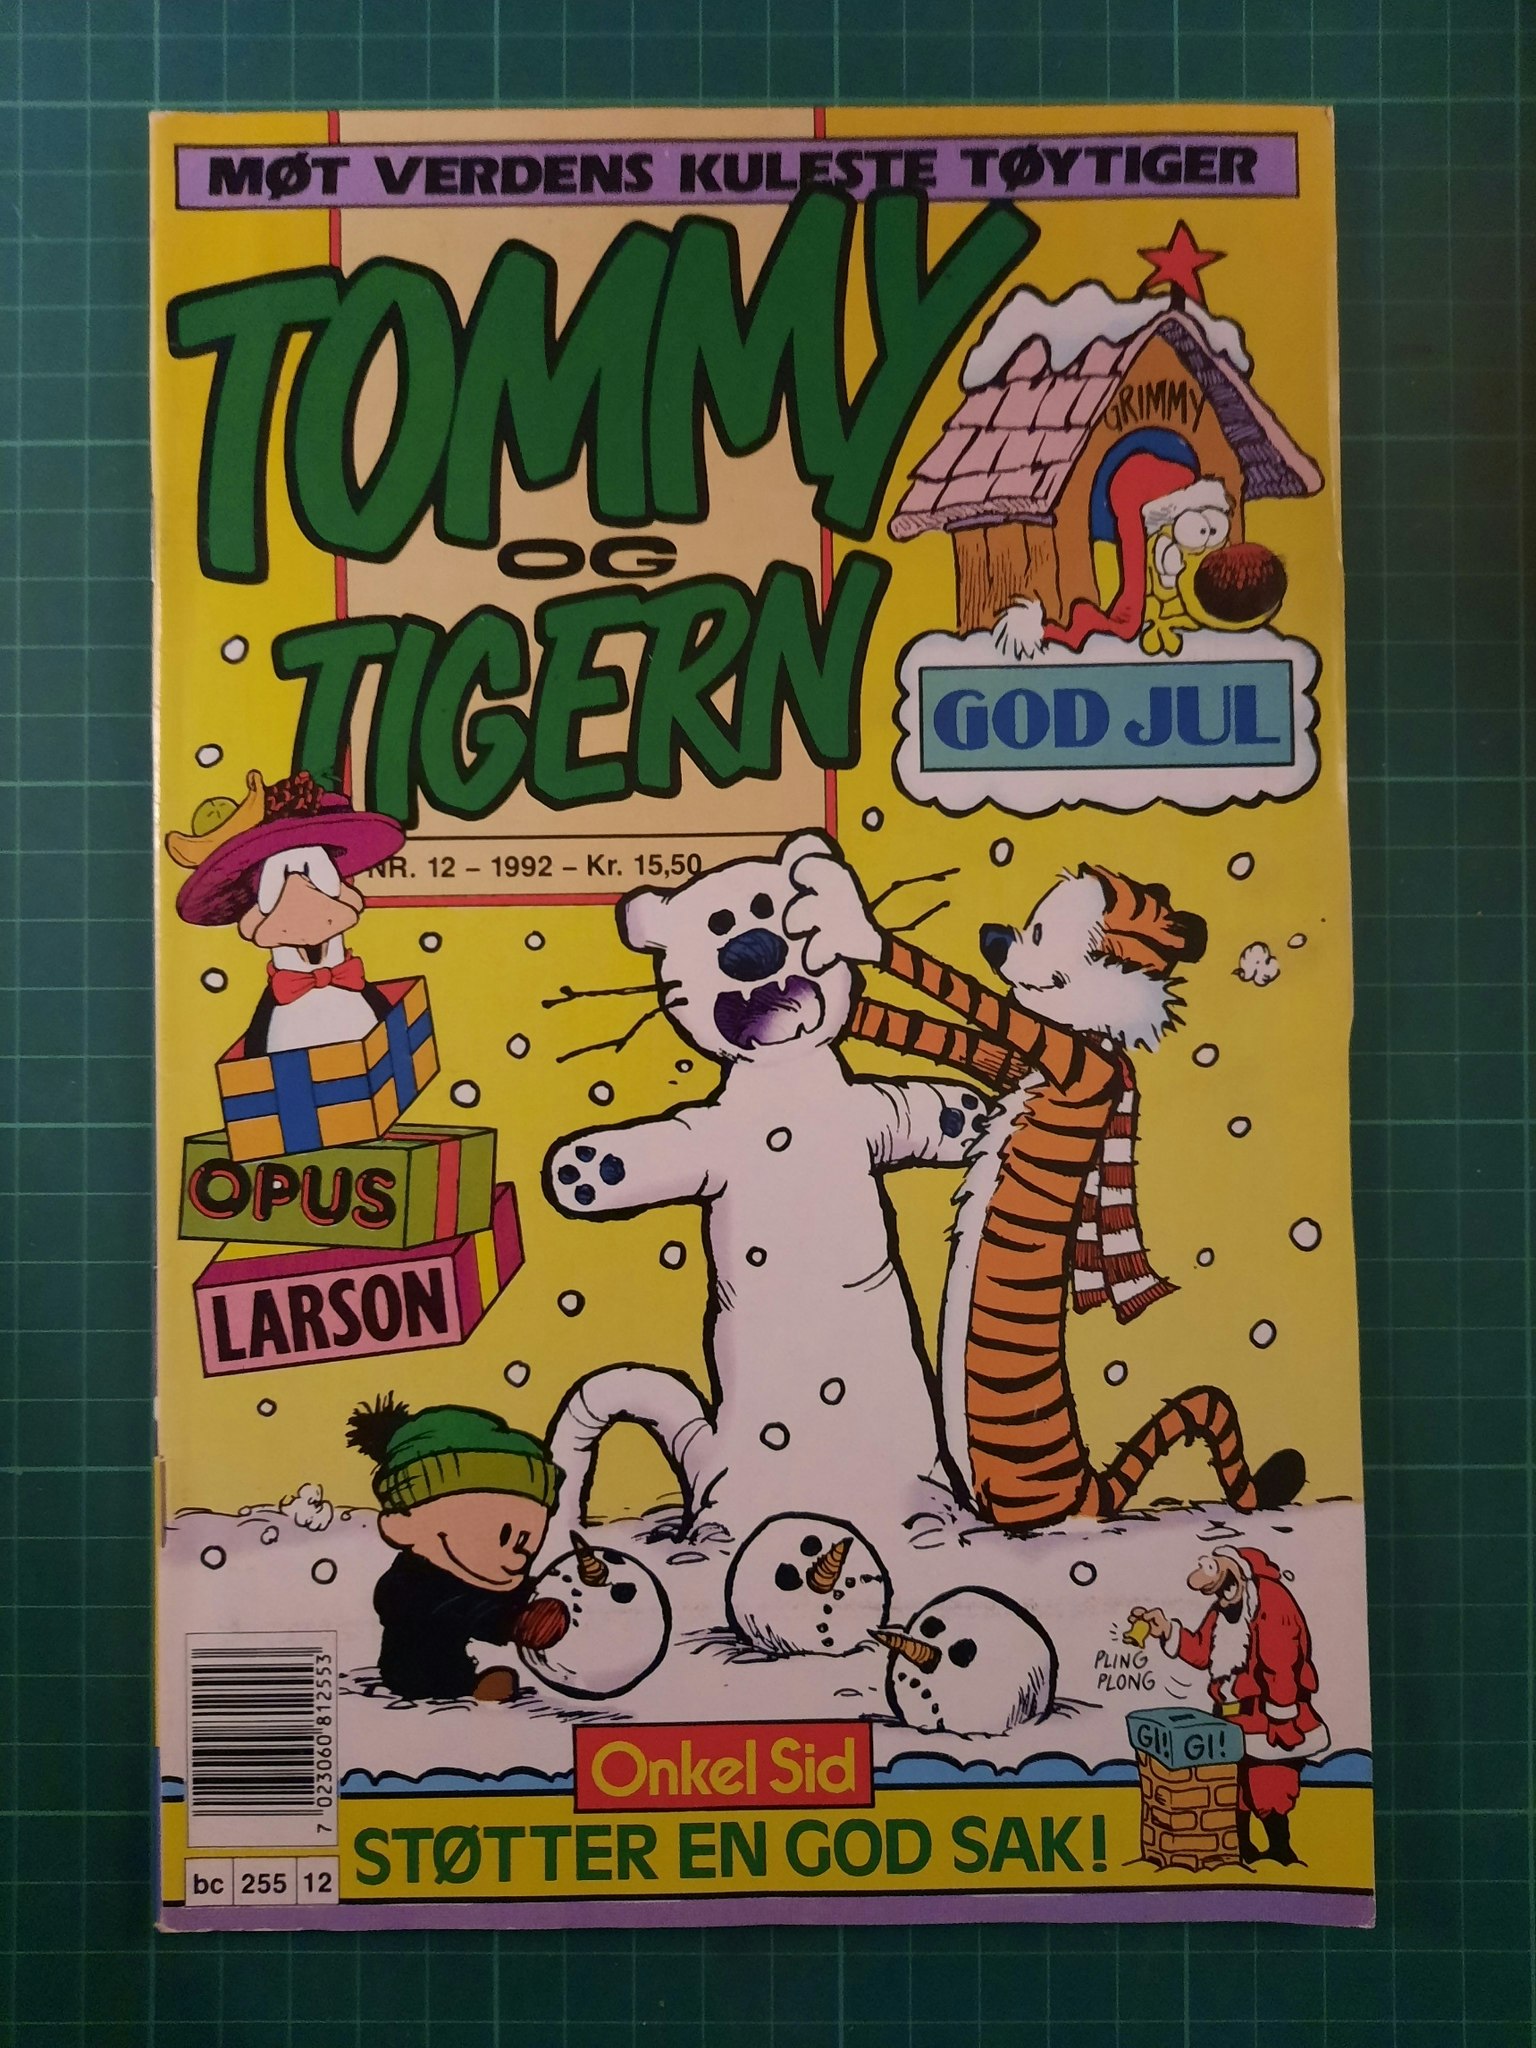 MØT VERDENS KULESTE TØYTIGER
TOMMY
OG
TIGERN
GRIMMY
GOD JUL
NR. 12 – 1992 – Kr. 15,50
OPUS
LARSON
PLING
PLONG
GI! GI!
Onkel Sid
STØTTER EN GOD SAK!
7 023060 812553
bc 255 12